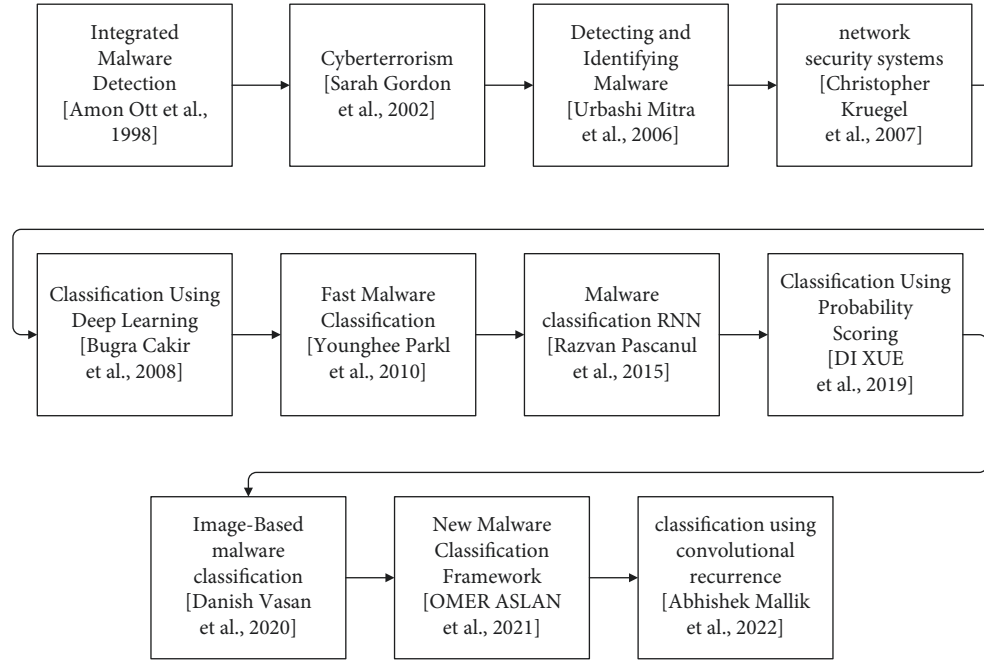 Integrated
Malware
Detection
[Amon Ott et al.,
1998]
Cyberterrorism
[Sarah Gordon
et al., 2002]
Detecting and
Identifying
Malware
[Urbashi Mitra
et al., 2006]
network
security systems
[Christopher
Kruegel
et al., 2007]
Classification Using
Deep Learning
[Bugra Cakir
et al., 2008]
Fast Malware
Classification
[Younghee Parkl
et al., 2010]
Malware
classification RNN
[Razvan Pascanul
et al., 2015]
Classification Using
Probability
Scoring
[DI XUE
et al., 2019]
Image-Based
malware
classification
[Danish Vasan
et al., 2020]
New Malware
Classification
Framework
[OMER ASLAN
et al., 2021]
classification using
convolutional
recurrence
[Abhishek Mallik
et al., 2022]